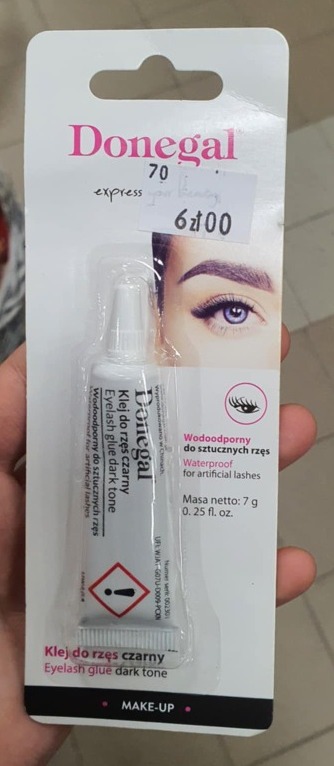 Donegal
70
express your beauty
6zł00
Wodoodporny
do sztucznych rzęs
Waterproof
for artificial lashes
Masa netto: 7 g
0. 25 fl. oz.
Donegal
Klej do rzęs czarny
Eyelash glue dark tone
Wodoodporny do sztucznych rzęs
Waterproof for artificial lashes
Klej do rzęs czarny
Eyelash glue dark tone
MAKE-UP